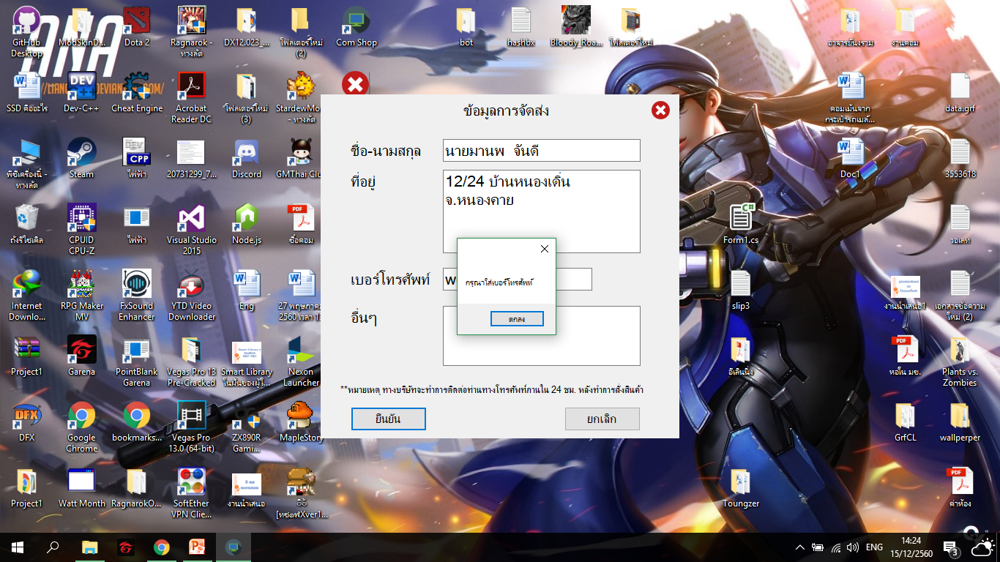 GitHub Desktop
ModSkinD...
Dota 2
Ragnarok - ทางลัด
DX12.023_...
โฟลเดอร์ใหม่ (2)
Com Shop
bot
hashbx
Bloody_Roa...
โฟลเดอร์ใหม่
อาจารย์นงราม
งานคอม
SSD คืออะไร
Dev-C++
Cheat Engine
Acrobat Reader DC
โฟลเดอร์ใหม่ (3)
StardewMo... - ทางลัด
คอมเม้นจาก กระเป๋ารถเมล์...
data.grf
ข้อมูลการจัดส่ง
ชื่อ-นามสกุล
นายมานพ จันดี
ที่อยู่
12/24 บ้านหนองเดิ่น
จ.หนองคาย
เบอร์โทรศัพท์
w
กรุณาใส่เบอร์โทรศัพท์
ตกลง
อื่นๆ
**หมายเหตุ ทางบริษัทจะทำการติดต่อท่านทางโทรศัพท์ภายใน 24 ชม. หลังทำการสั่งสินค้า
ยืนยัน
ยกเลิก
พีซีเครื่องนี้ - ทางลัด
Steam
ไฟฟ้า
20731299_7...
Discord
GMThai Clu
Doc1
3553618
ถังรีไซเคิล
CPUID CPU-Z
ไฟฟ้า
Visual Studio 2015
Node.js
ซื้อคอม
Form1.cs
วอเลท
Internet Downlo...
RPG Maker MV
FxSound Enhancer
YTD Video Downloader
Eng
27 พฤษภาคม 2560 เวลา 1
slip3
งานนำเสนอ1
เอกสารข้อความ ใหม่ (2)
Project1
Garena
PointBlank Garena
Vegas Pro 13 Pre-Cracked
Smart Library ในฝันของผู้ใ...
Nexon Launcher
อีเลินนิ่ง
หอใน มข.
Plants vs. Zombies
DFX
Google Chrome
bookmarks...
Vegas Pro 13.0 (64-bit)
ZX890R Gami...
MapleStory
GrfCL
wallperper
Project1
Watt Month
RagnarokO...
SoftEther VPN Clie...
งานนำเสนอ
Toungzer
ค่าห้อง
ENG
14:24
15/12/2560
3